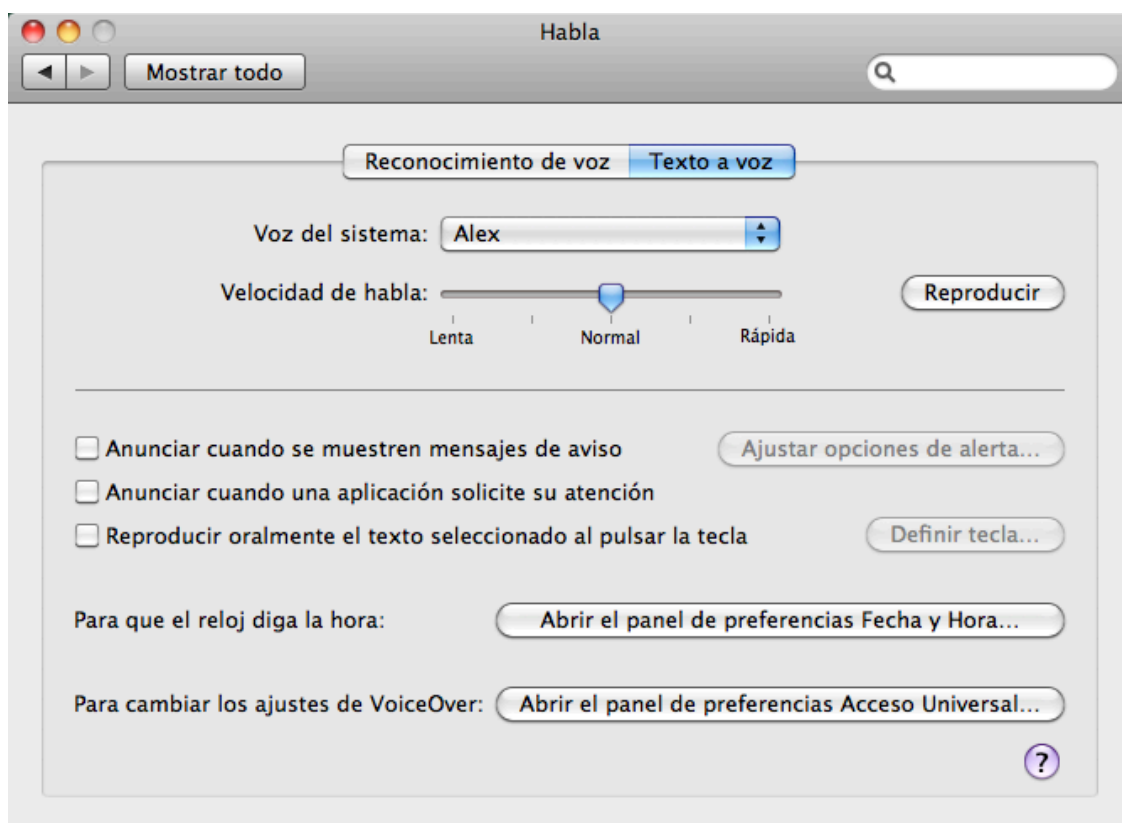 Habla
Mostrar todo
Reconocimiento de voz Texto a voz
Voz del sistema: Alex
Velocidad de habla: Reproducir
Lenta Normal Rápida
Anunciar cuando se muestren mensajes de aviso Ajustar opciones de alerta...
Anunciar cuando una aplicación solicite su atención
Reproducir oralmente el texto seleccionado al pulsar la tecla Definir tecla...
Para que el reloj diga la hora: Abrir el panel de preferencias Fecha y Hora...
Para cambiar los ajustes de VoiceOver: Abrir el panel de preferencias Acceso Universal...
?